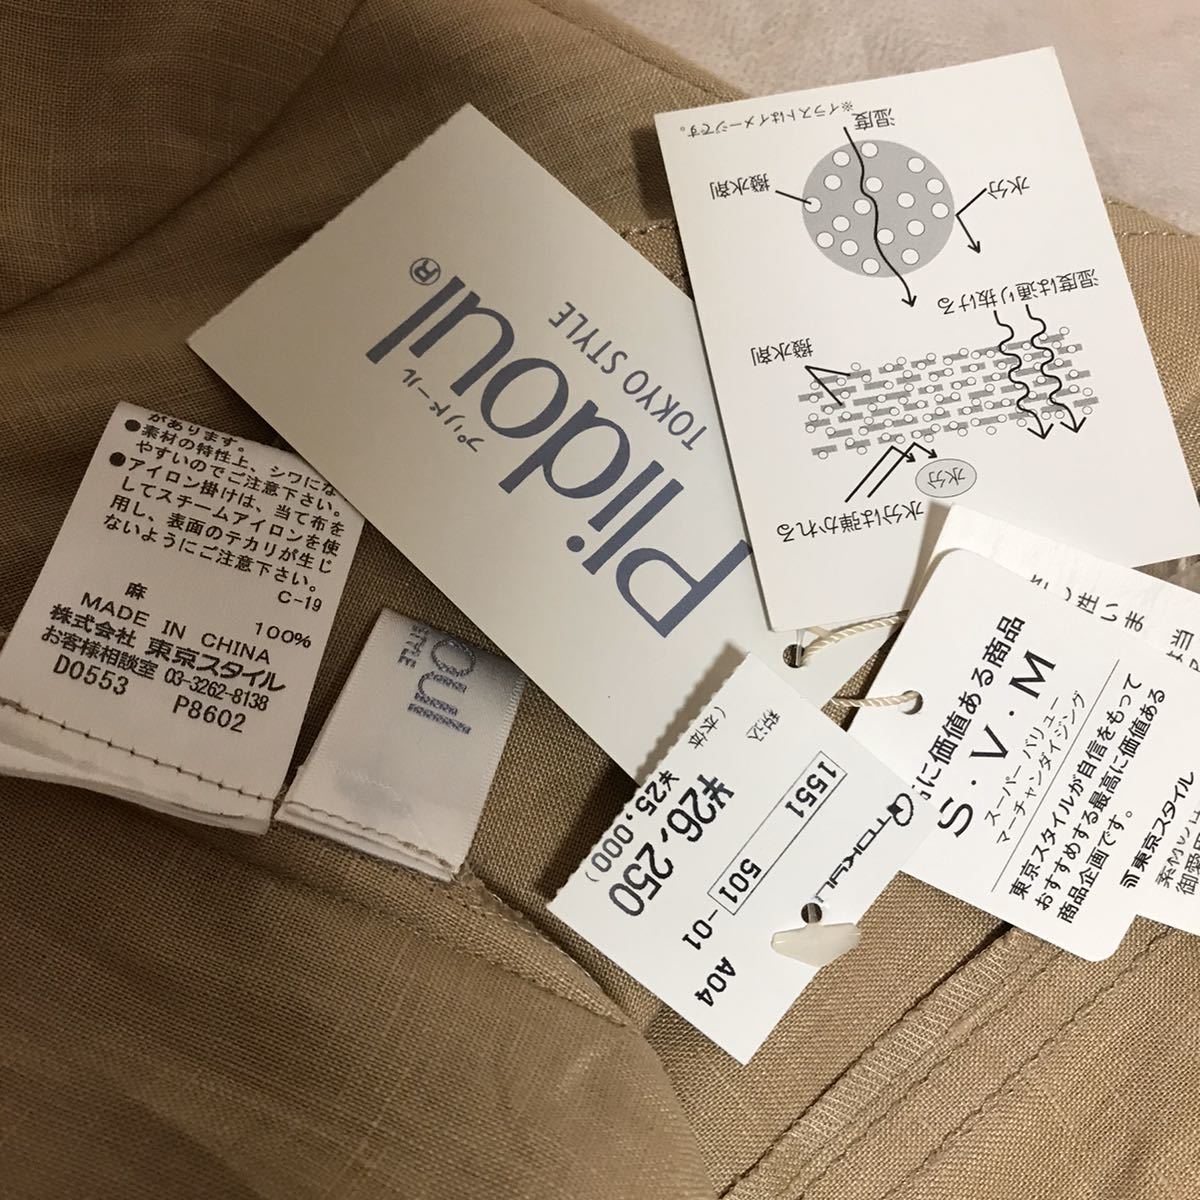 があります。
●素材の特性上、シワにな
やすいのでご注意下さい。
●アイロン掛けは、当て布を
してスチームアイロンを使
用し、表面のテカリが生じ
ないようにご注意下さい。
C-19
麻 100%
MADE IN CHINA
株式会社 東京スタイル
お客様相談室 03-3262-8138
D0553 P8602
oul
STYLE
プリドール
Plidoul®
TOKYO STYLE
水分は弾かれる
水分
撥水剤
湿度は通り抜ける
撥水剤
水分
湿度
※イラストはイメージです。
TOKYU
1551 501-01 A04
税込 ¥26,250
(本体 ¥25,000)
に価値ある商品
S・V・M
スーパー バリュー
マーチャンダイジング
東京スタイルが自信をもって
おすすめする最高に価値ある
商品企画です。
東京スタイル